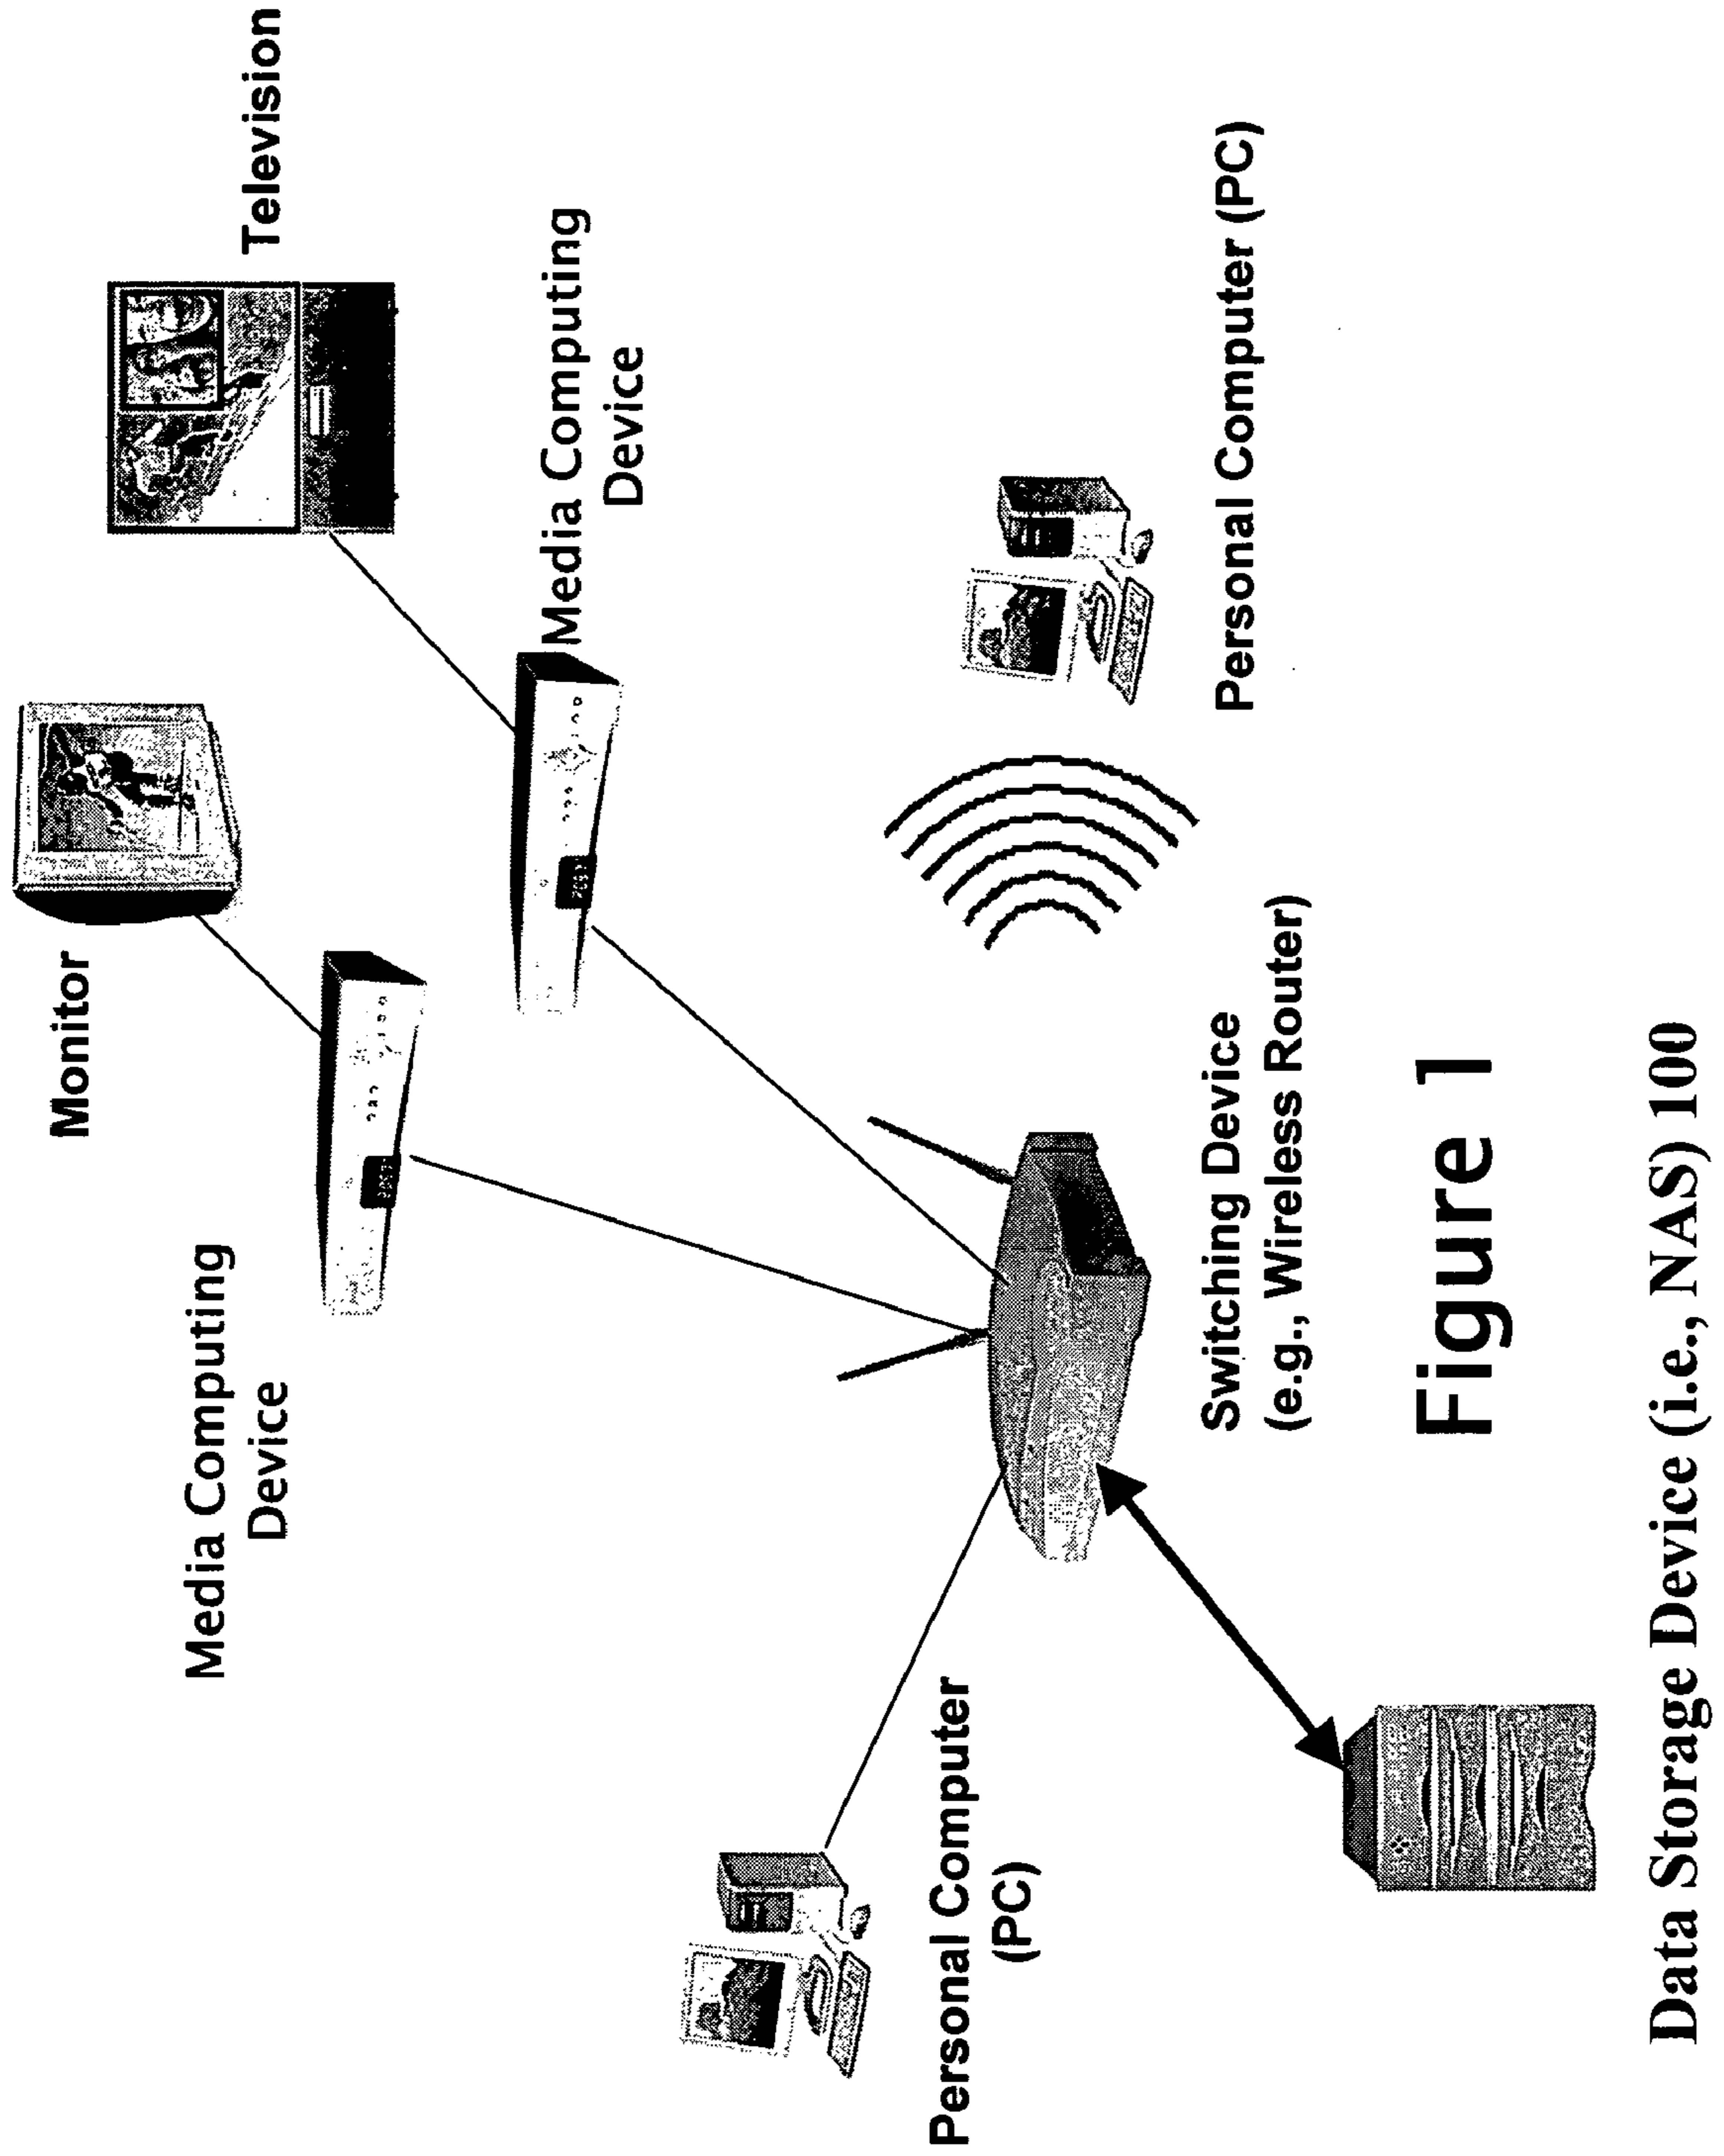 Monitor
Television
Media Computing
Device
Media Computing
Device
Personal Computer
(PC)
Personal Computer (PC)
Switching Device
(e.g., Wireless Router)
Figure 1
Data Storage Device (i.e., NAS) 100